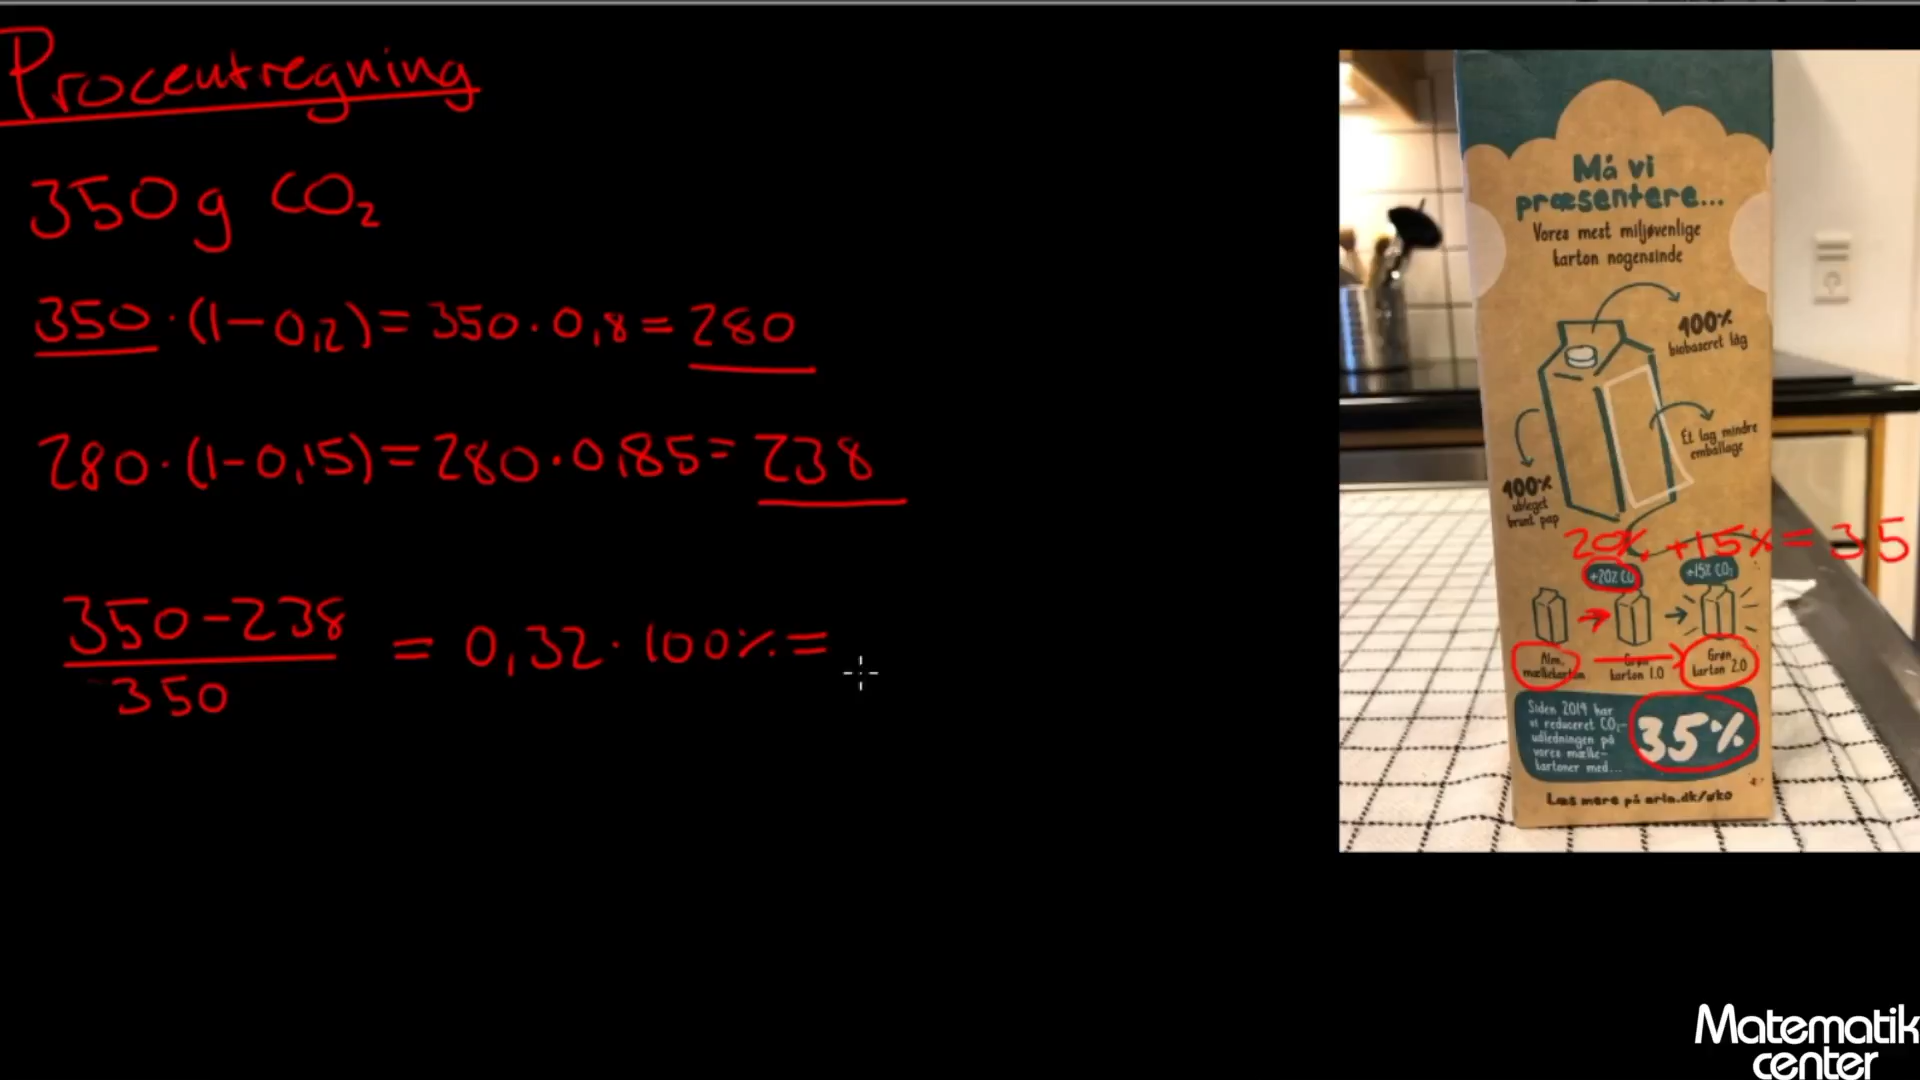 Procentregning
350 g CO₂
350 · (1-0,2) = 350 · 0,8 = 280
280 · (1-0,15) = 280 · 0,85 = 238
350-238
350
= 0,32 · 100% =
Må vi
præsentere...
Vores mest miljøvenlige
karton nogensinde
100%
biobaseret låg
Ét lag mindre
emballage
100%
ubleget
brunt pap
20% +15% = 35
÷20% CO
÷15% CO₂
Alm.
mælkekarton
Grøn
karton 1.0
Grøn
karton 2.0
Siden 2019 har
vi reduceret CO₂-
udledningen på
vores mælke-
kartoner med...
35%
Læs mere på arla.dk/øko
Matematik
center